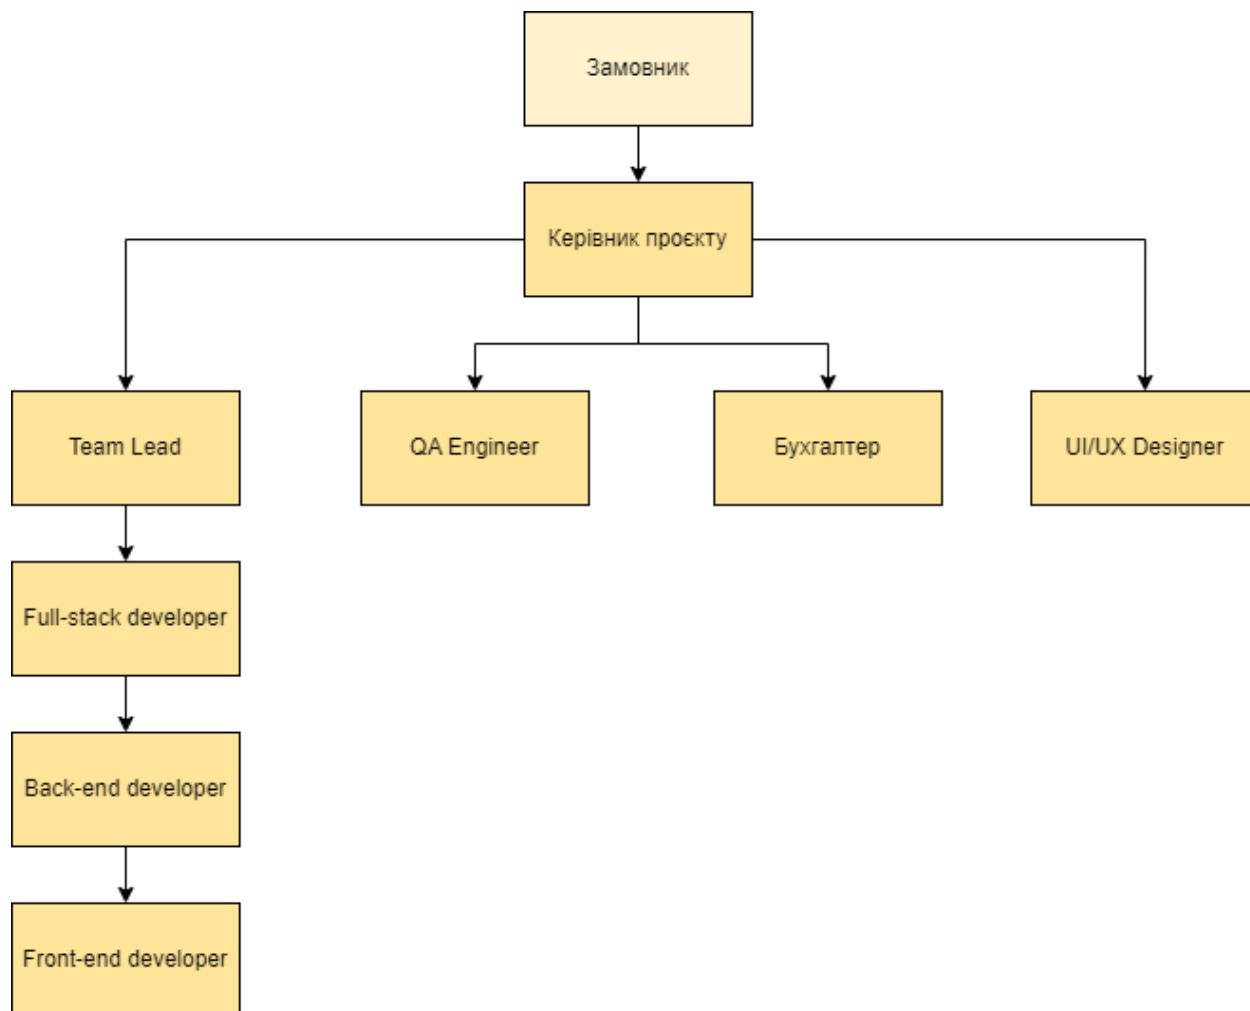 Замовник
Керівник проєкту
Team Lead
QA Engineer
Бухгалтер
UI/UX Designer
Full-stack developer
Back-end developer
Front-end developer